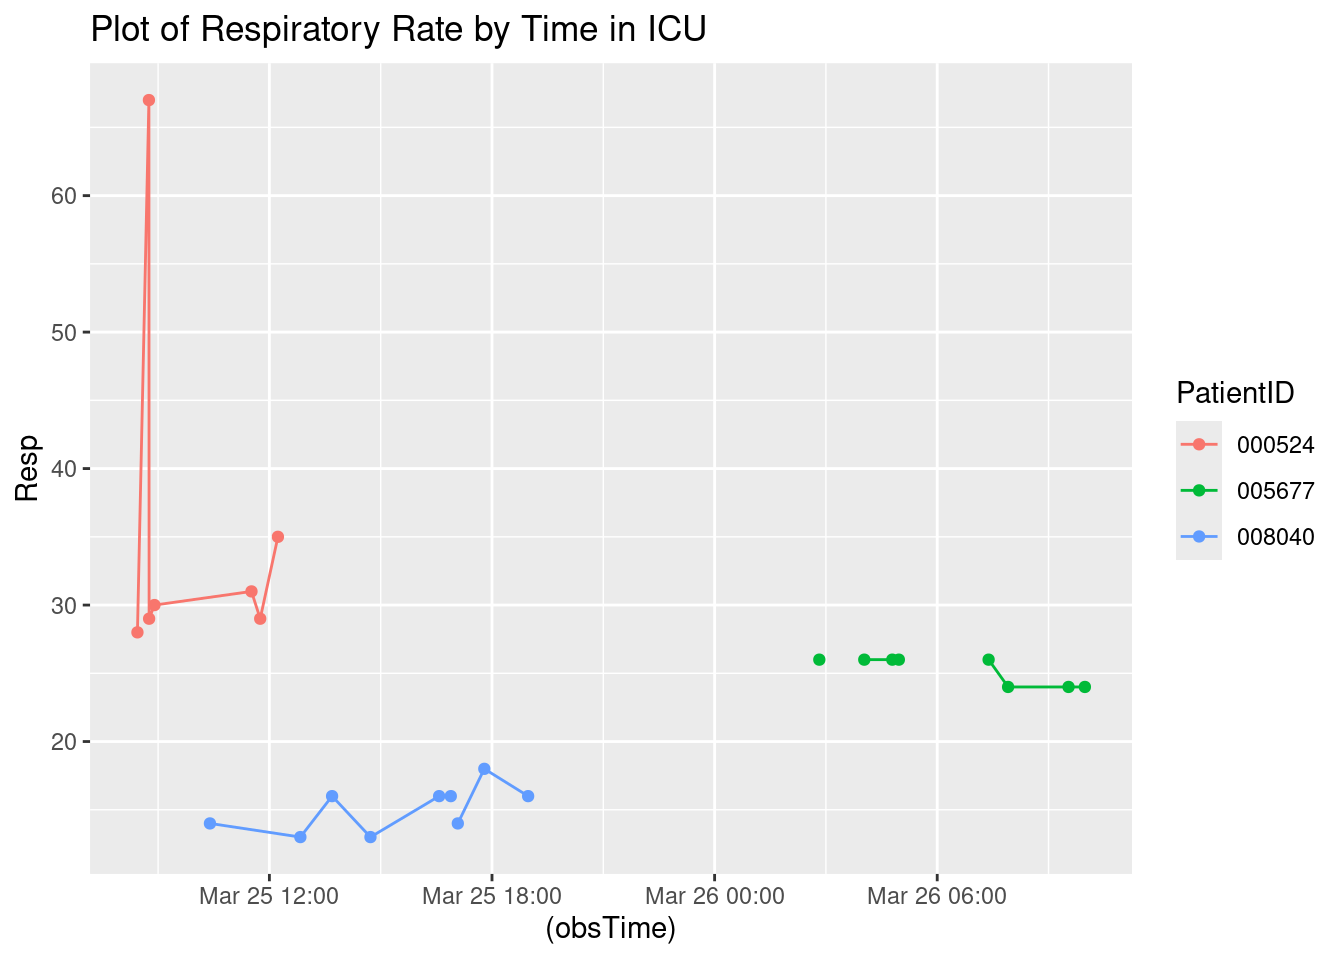 Plot of Respiratory Rate by Time in ICU
60
50
40
30
20
Resp
Mar 25 12:00
Mar 25 18:00
Mar 26 00:00
Mar 26 06:00
(obsTime)
PatientID
000524
005677
008040